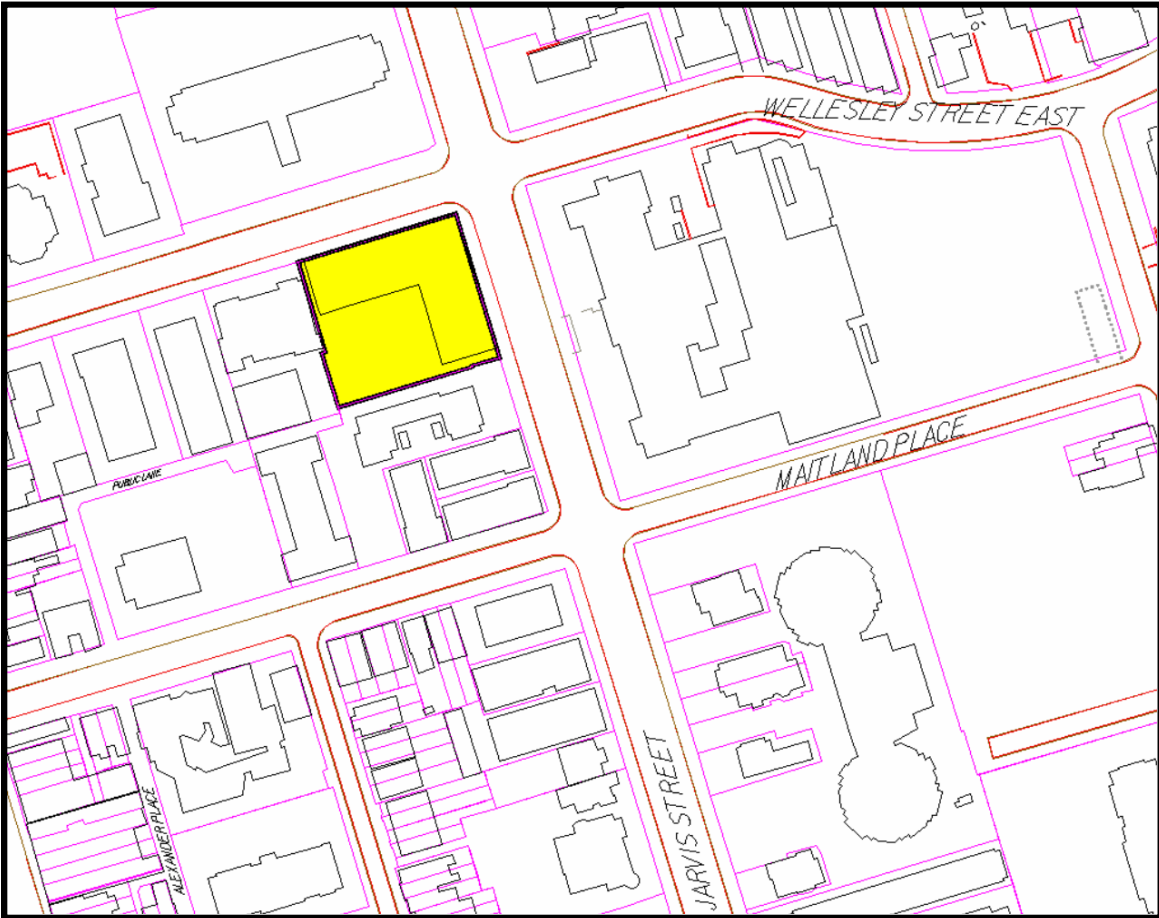 WELLESLEY STREET EAST
MAITLAND PLACE
PUBLIC LANE
JARVIS STREET
ALEXANDER PLACE